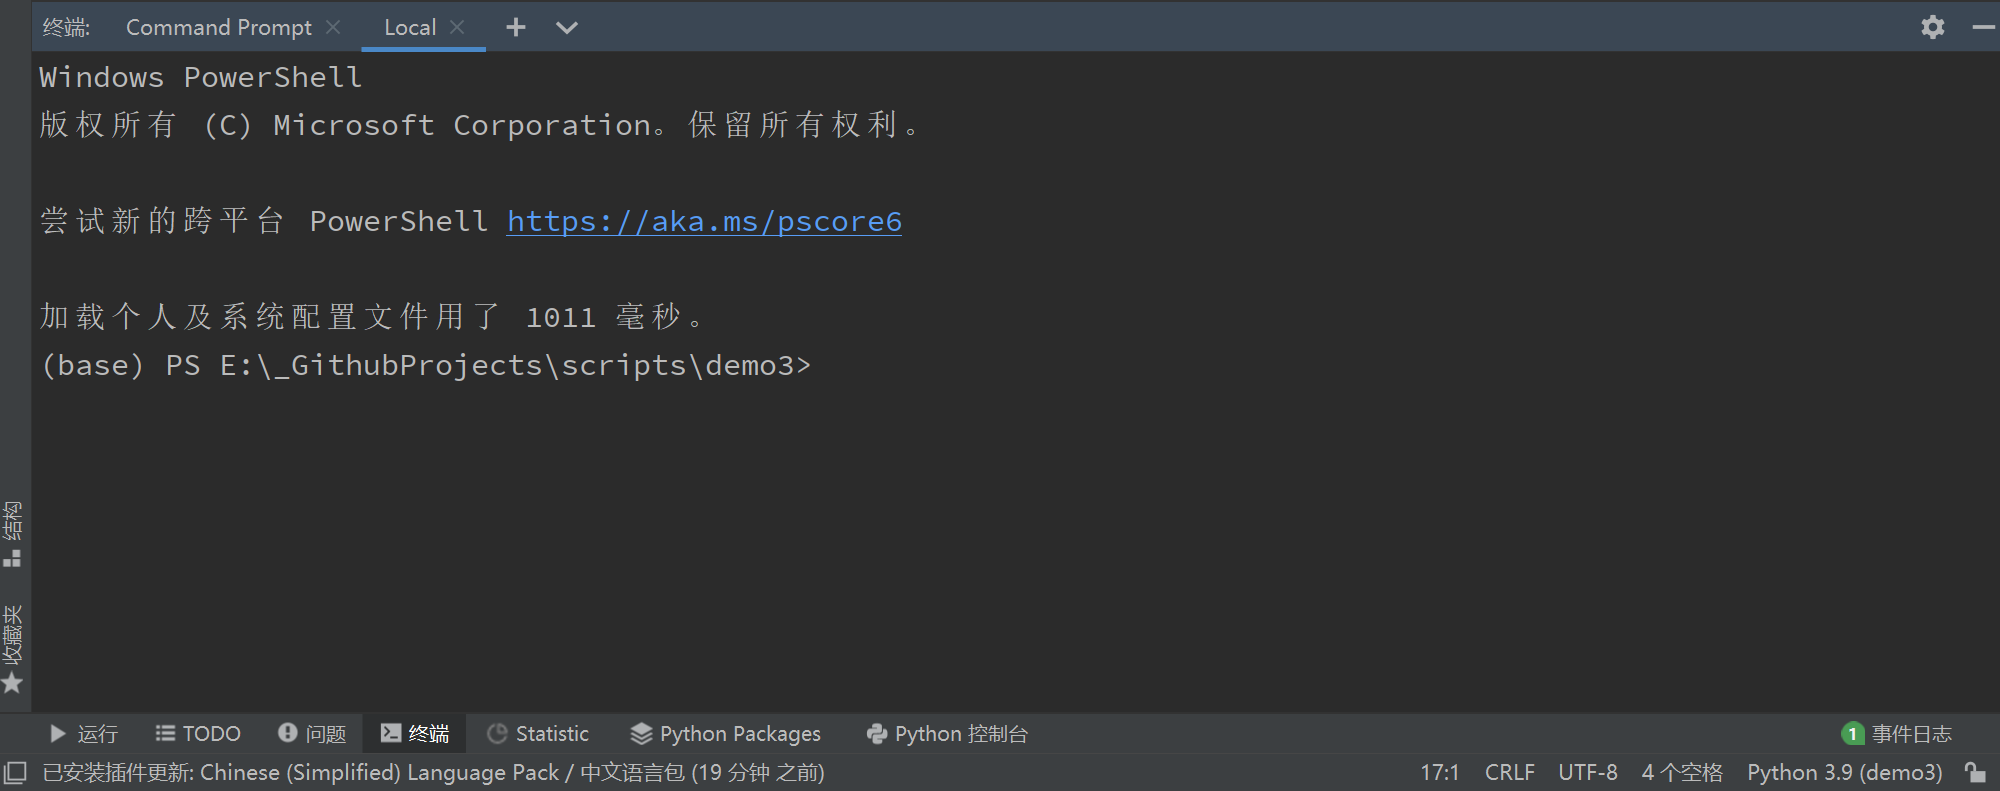 终端: Command Prompt Local
Windows PowerShell
版权所有 (C) Microsoft Corporation。保留所有权利。
尝试新的跨平台 PowerShell https://aka.ms/pscore6
加载个人及系统配置文件用了 1011 毫秒。
(base) PS E:\_GithubProjects\scripts\demo3>
结构
收藏夹
运行 TODO 问题 终端 Statistic Python Packages Python 控制台 1 事件日志
已安装插件更新: Chinese (Simplified) Language Pack / 中文语言包 (19 分钟 之前) 17:1 CRLF UTF-8 4 个空格 Python 3.9 (demo3)